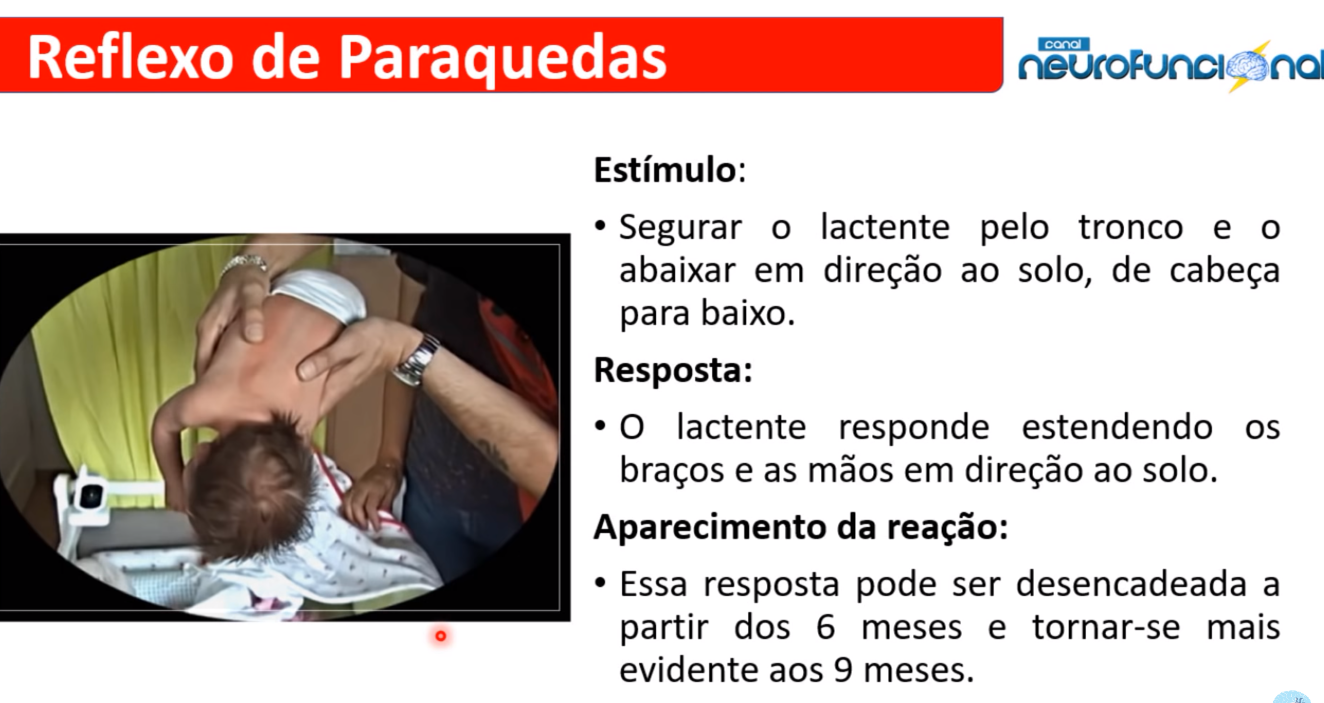 Reflexo de Paraquedas
canal
neurofuncional
Estímulo:
• Segurar o lactente pelo tronco e o
abaixar em direção ao solo, de cabeça
para baixo.
Resposta:
• O lactente responde estendendo os
braços e as mãos em direção ao solo.
Aparecimento da reação:
• Essa resposta pode ser desencadeada a
partir dos 6 meses e tornar-se mais
evidente aos 9 meses.